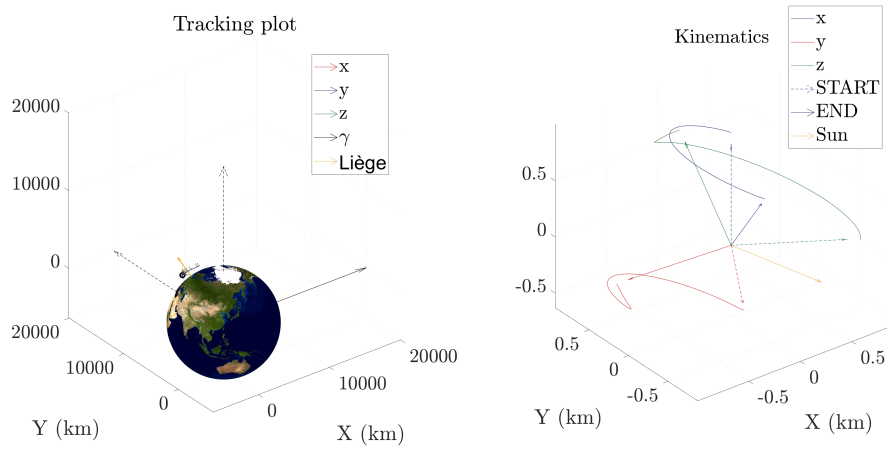 Tracking plot
x
y
z
γ
Liège
20000
10000
0
20000
10000
0
Y (km)
0
10000
20000
X (km)
Kinematics
x
y
z
START
END
Sun
0.5
0
-0.5
0.5
0
-0.5
Y (km)
-0.5
0
0.5
X (km)